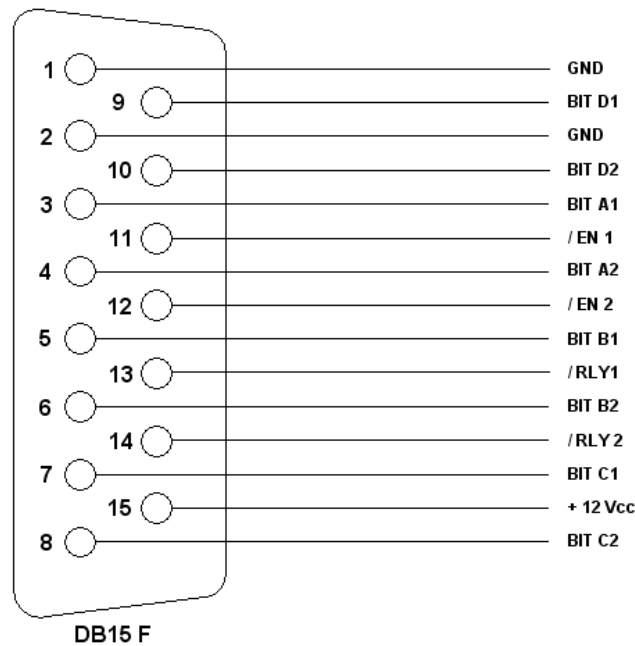 1 GND
9 BIT D1
2 GND
10 BIT D2
3 BIT A1
11 / EN 1
4 BIT A2
12 / EN 2
5 BIT B1
13 / RLY1
6 BIT B2
14 / RLY 2
7 BIT C1
15 + 12 Vcc
8 BIT C2
DB15 F